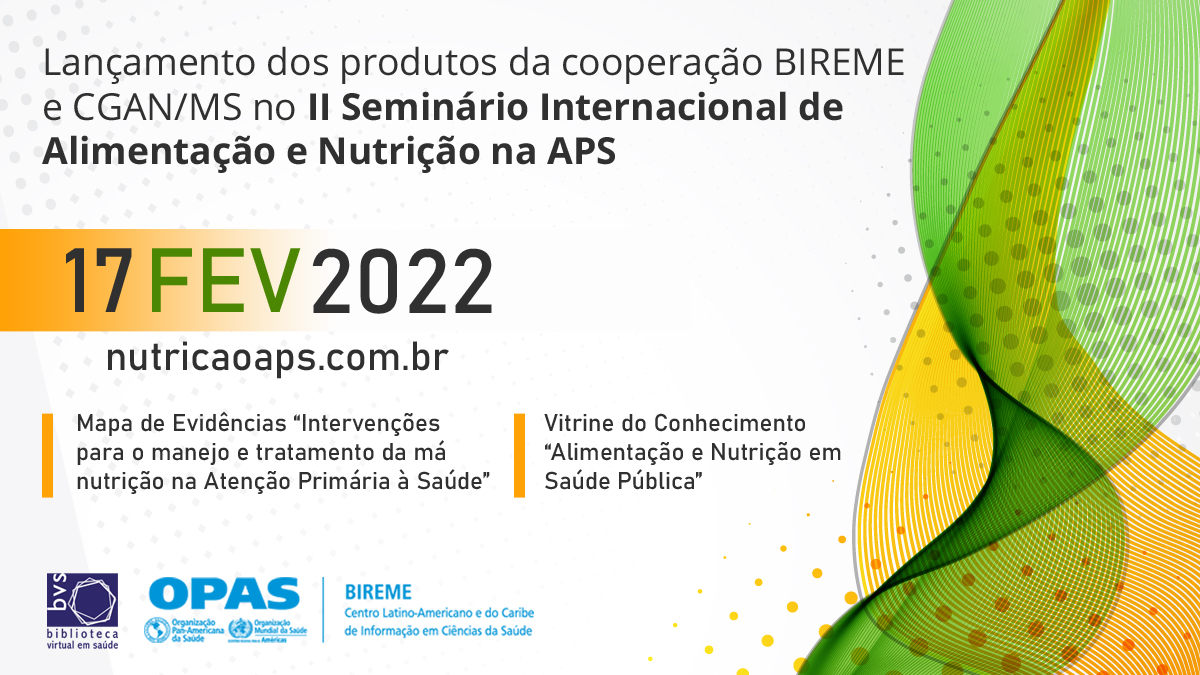 Lançamento dos produtos da cooperação BIREME
e CGAN/MS no II Seminário Internacional de
Alimentação e Nutrição na APS
17 FEV 2022
nutricaoaps.com.br
Mapa de Evidências “Intervenções
para o manejo e tratamento da má
nutrição na Atenção Primária à Saúde”
Vitrine do Conhecimento
“Alimentação e Nutrição em
Saúde Pública”
bvs
biblioteca
virtual em saúde
OPAS
Organização
Pan-Americana
da Saúde
Organização
Mundial da Saúde
Américas
BIREME
Centro Latino-Americano e do Caribe
de Informação em Ciências da Saúde